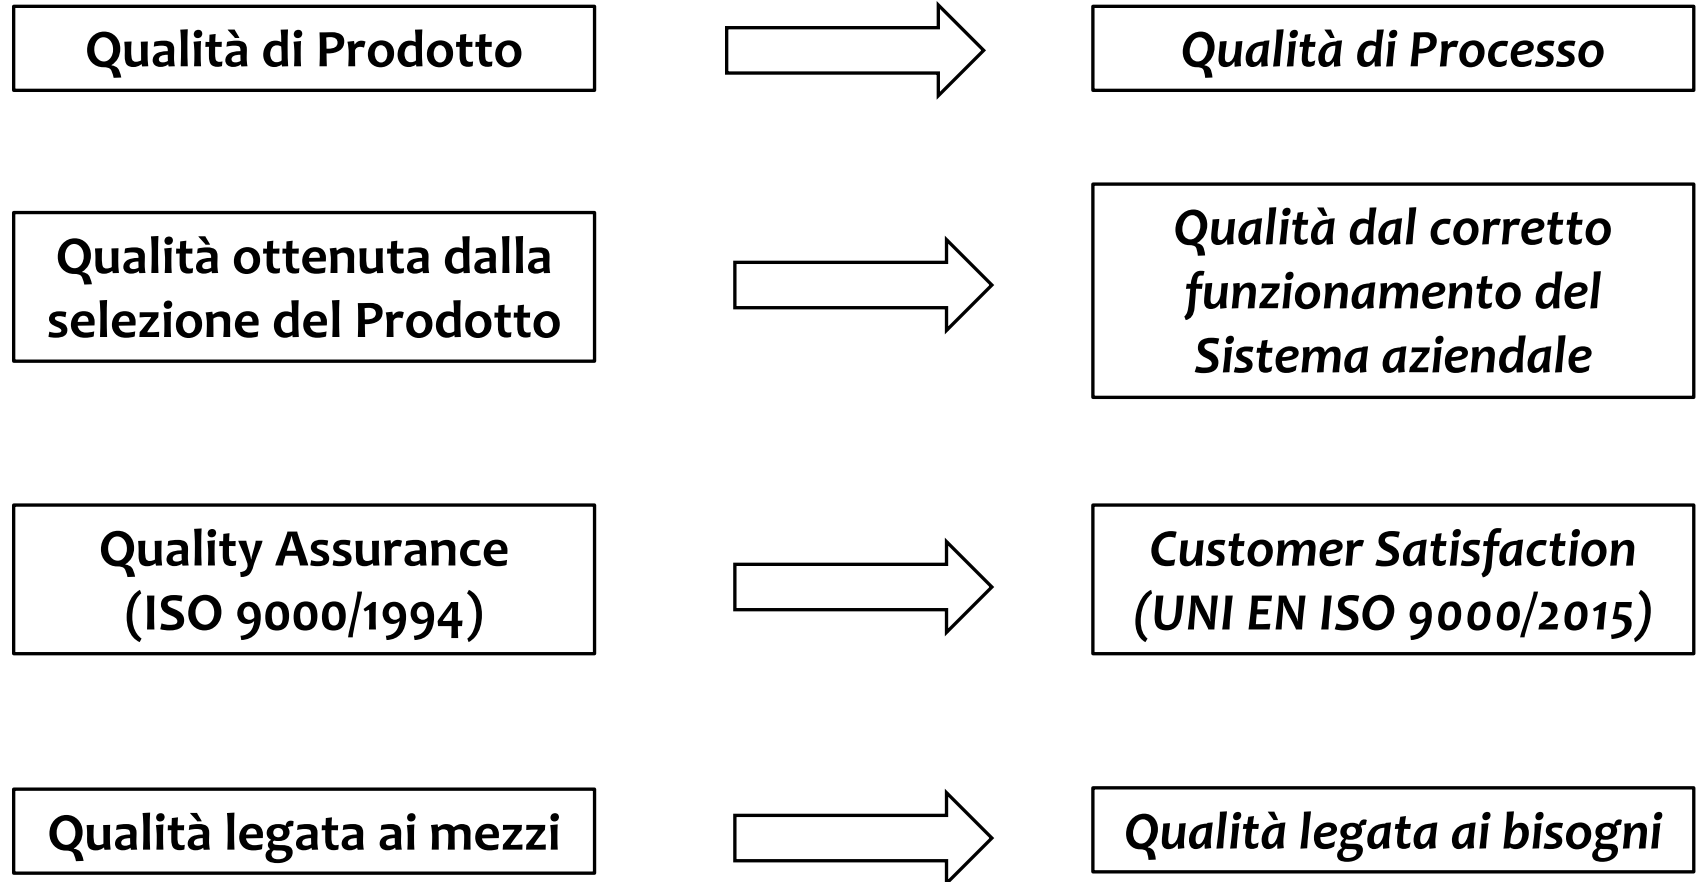 Qualità di Prodotto
Qualità di Processo
Qualità ottenuta dalla
selezione del Prodotto
Qualità dal corretto
funzionamento del
Sistema aziendale
Quality Assurance
(ISO 9000/1994)
Customer Satisfaction
(UNI EN ISO 9000/2015)
Qualità legata ai mezzi
Qualità legata ai bisogni